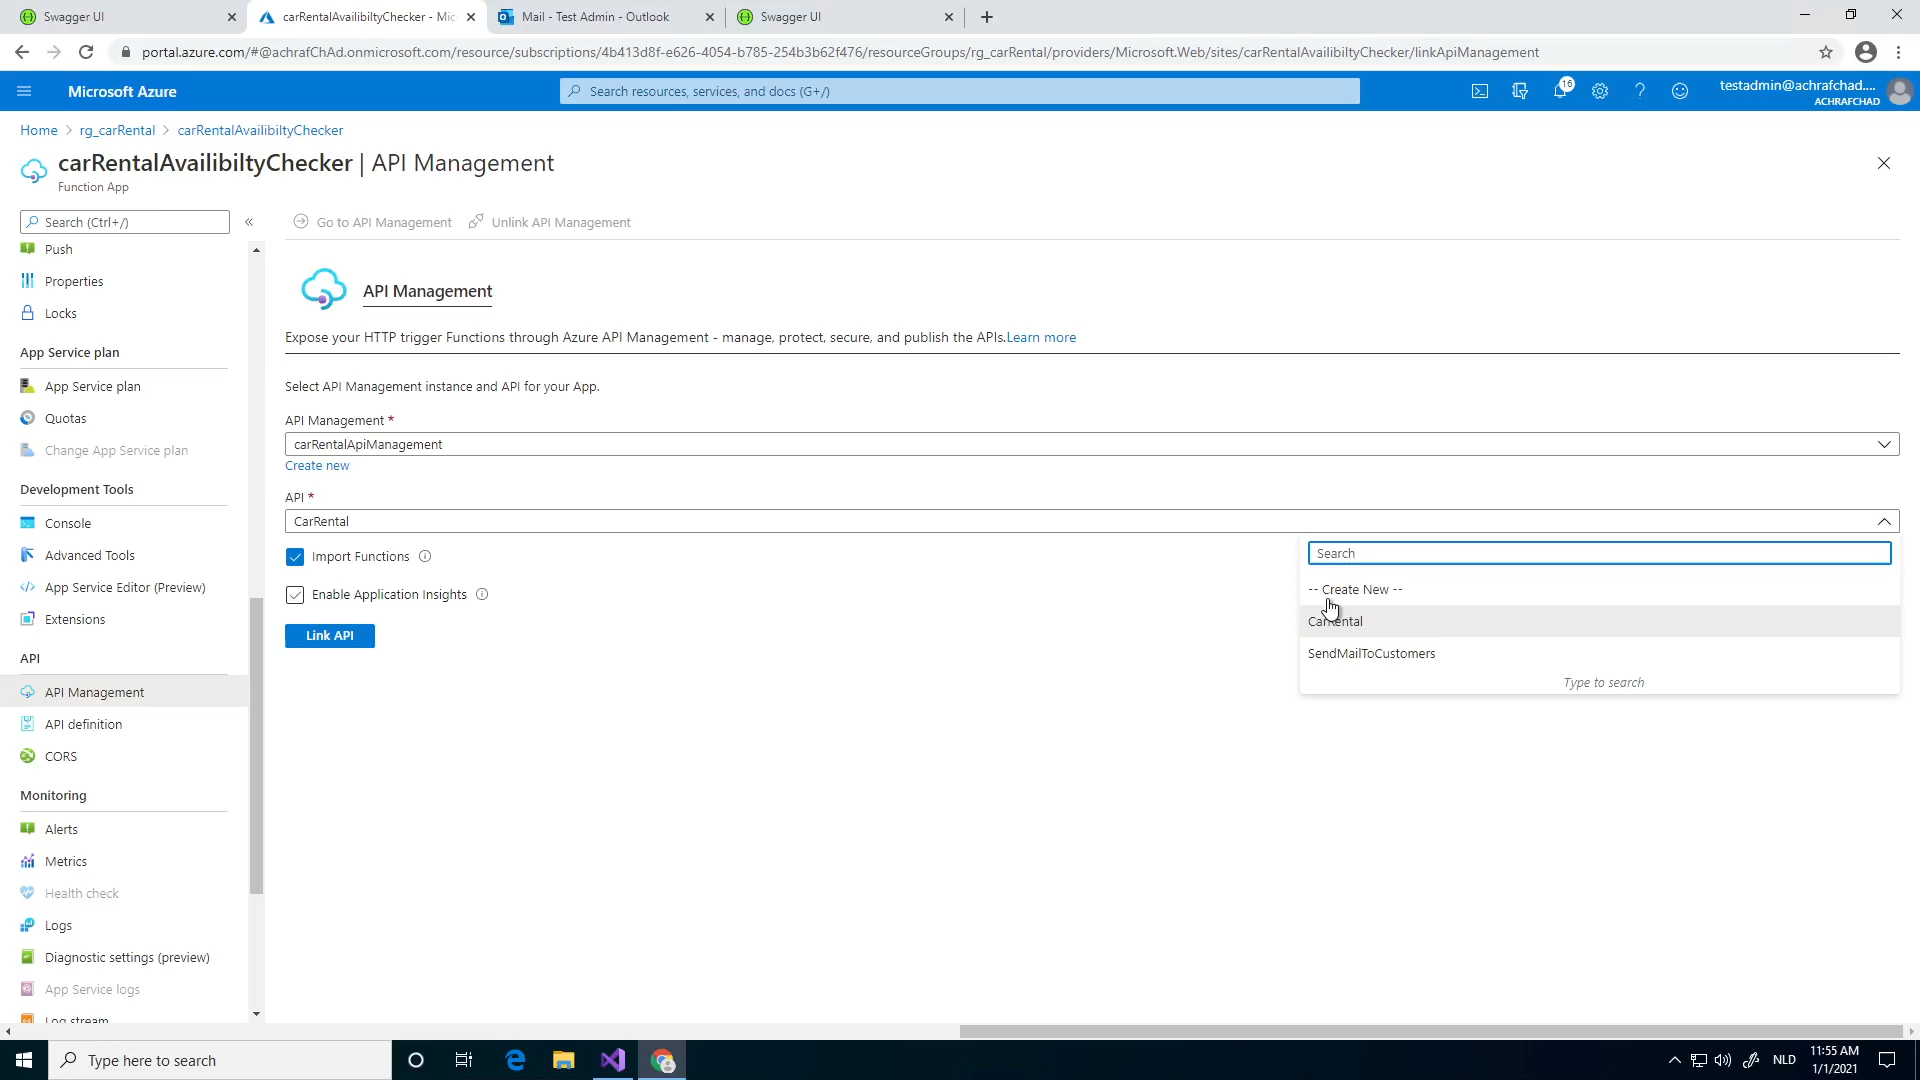 Swagger UI
carRentalAvailibiltyChecker - Mic
Mail - Test Admin - Outlook
Swagger UI
portal.azure.com/#@achrafChAd.onmicrosoft.com/resource/subscriptions/4b413d8f-e626-4054-b785-254b3b62f476/resourceGroups/rg_carRental/providers/Microsoft.Web/sites/carRentalAvailibiltyChecker/linkApiManagement
Microsoft Azure
Search resources, services, and docs (G+/)
16
testadmin@achrafchad....
ACHRAFCHAD
Home > rg_carRental > carRentalAvailibiltyChecker
carRentalAvailibiltyChecker | API Management
Function App
Search (Ctrl+/)
Go to API Management
Unlink API Management
Push
Properties
Locks
App Service plan
App Service plan
Quotas
Change App Service plan
Development Tools
Console
Advanced Tools
App Service Editor (Preview)
Extensions
API
API Management
API definition
CORS
Monitoring
Alerts
Metrics
Health check
Logs
Diagnostic settings (preview)
App Service logs
Log stream
API Management
Expose your HTTP trigger Functions through Azure API Management - manage, protect, secure, and publish the APIs.Learn more
Select API Management instance and API for your App.
API Management *
carRentalApiManagement
Create new
API *
CarRental
Import Functions
Enable Application Insights
Link API
Search
-- Create New --
CarRental
SendMailToCustomers
Type to search
Type here to search
NLD
11:55 AM
1/1/2021